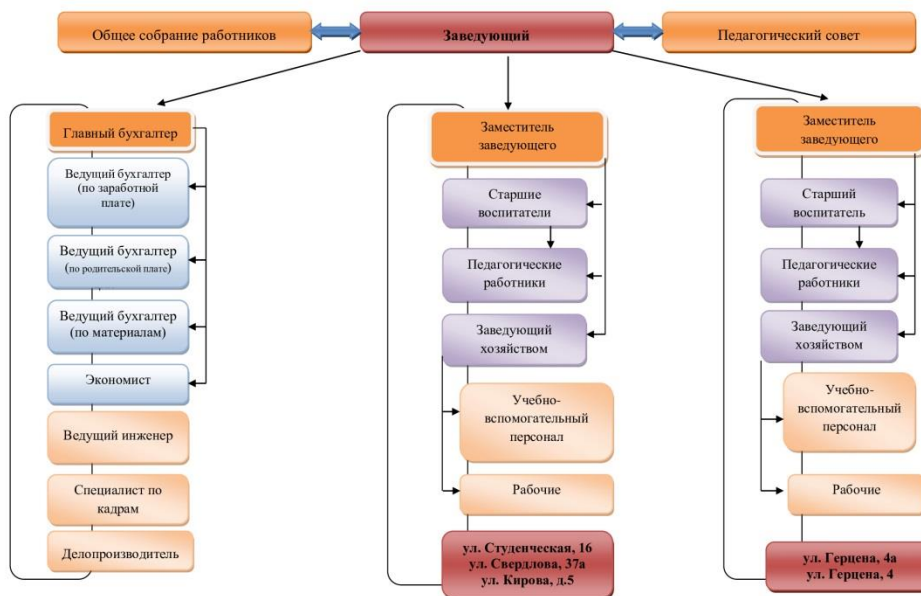 Общее собрание работников
Заведующий
Педагогический совет
Главный бухгалтер
Ведущий бухгалтер
(по заработной
плате)
Ведущий бухгалтер
(по родительской плате)
Ведущий бухгалтер
(по материалам)
Экономист
Ведущий инженер
Специалист по
кадрам
Делопроизводитель
Заместитель
заведующего
Старшие
воспитатели
Педагогические
работники
Заведующий
хозяйством
Учебно-
вспомогательный
персонал
Рабочие
ул. Студенческая, 16
ул. Свердлова, 37а
ул. Кирова, д.5
Заместитель
заведующего
Старший
воспитатель
Педагогические
работники
Заведующий
хозяйством
Учебно-
вспомогательный
персонал
Рабочие
ул. Герцена, 4а
ул. Герцена, 4